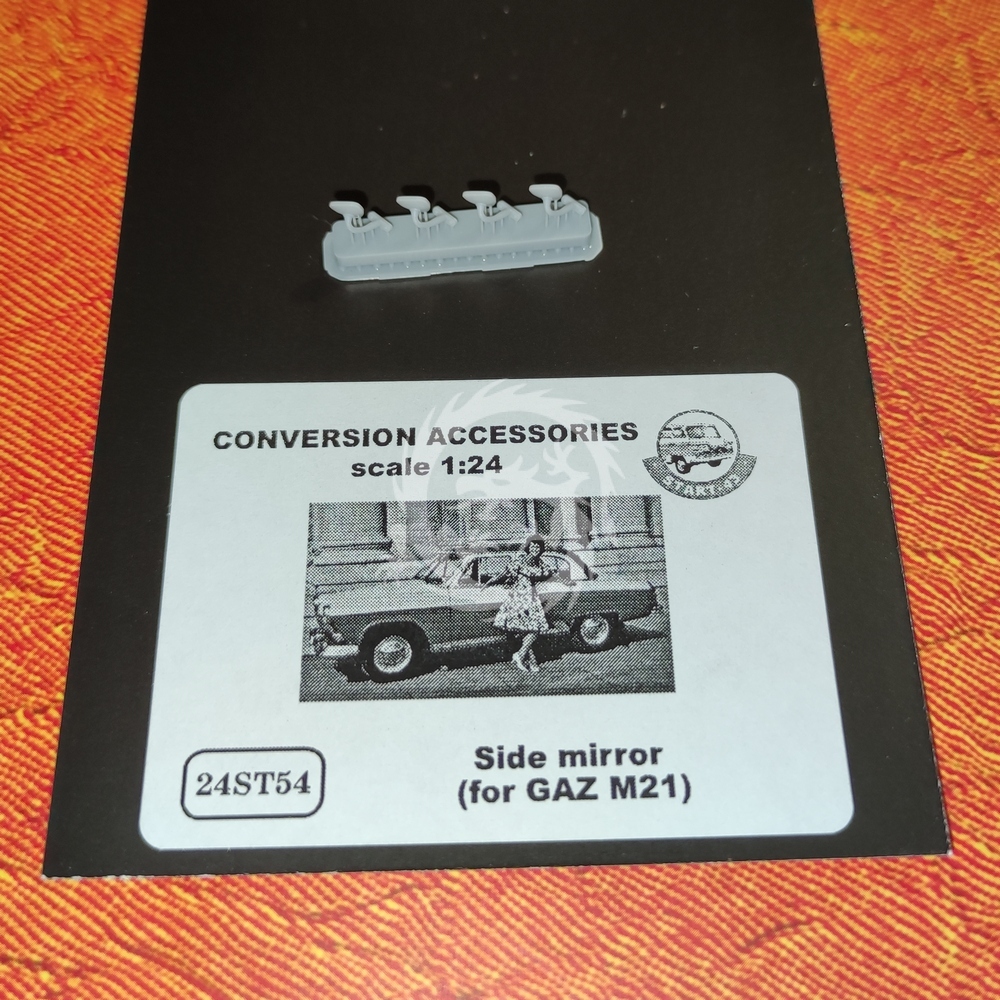 CONVERSION ACCESSORIES
scale 1:24
24ST54
Side mirror
(for GAZ M21)